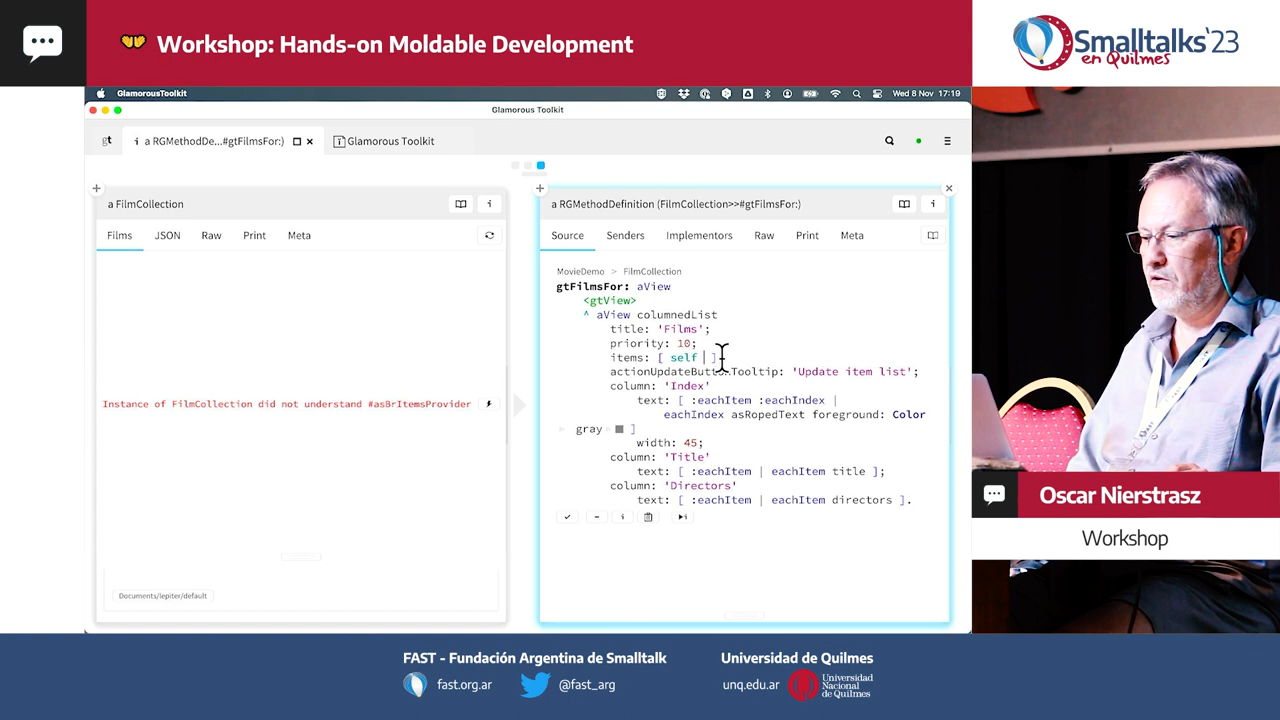 Workshop: Hands-on Moldable Development
Smalltalks'23
en Quilmes
GlamorousToolkit
Wed 8 Nov 17:19
Glamorous Toolkit
gt
i a RGMethodDe...#gtFilmsFor:)
Glamorous Toolkit
a FilmCollection
Films
JSON
Raw
Print
Meta
Instance of FilmCollection did not understand #asBrItemsProvider
Documents/lepiter/default
a RGMethodDefinition (FilmCollection>>#gtFilmsFor:)
Source
Senders
Implementors
Raw
Print
Meta
MovieDemo > FilmCollection
gtFilmsFor: aView
<gtView>
^ aView columnedList
title: 'Films';
priority: 10;
items: [ self ]
actionUpdateButtonTooltip: 'Update item list';
column: 'Index'
text: [ :eachItem :eachIndex |
eachIndex asRopedText foreground: Color
gray ]
width: 45;
column: 'Title'
text: [ :eachItem | eachItem title ];
column: 'Directors'
text: [ :eachItem | eachItem directors ].
Oscar Nierstrasz
Workshop
FAST - Fundación Argentina de Smalltalk
fast.org.ar
@fast_arg
Universidad de Quilmes
unq.edu.ar
Universidad
Nacional
de Quilmes